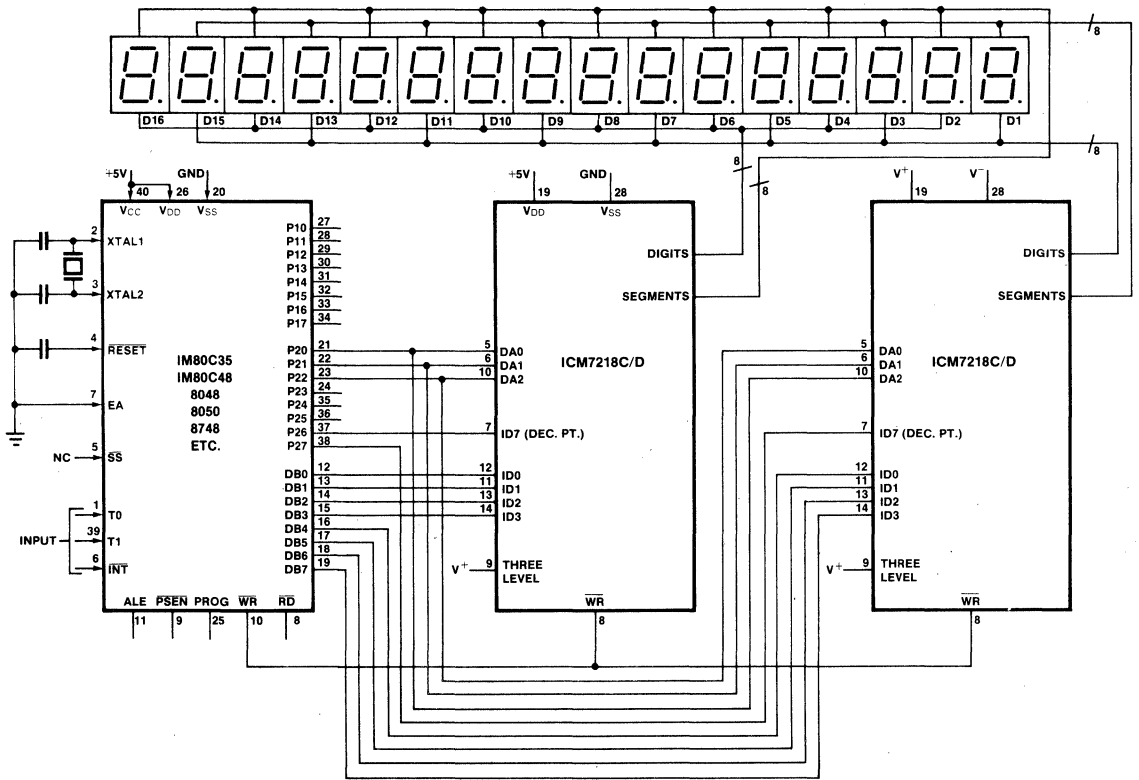 8
D16 D15 D14 D13 D12 D11 D10 D9 D8 D7 D6 D5 D4 D3 D2 D1
8
8
8
+5V
GND
40 26 20
VCC VDD VSS
2 XTAL1
3 XTAL2
4 RESET
7 EA
NC 5 SS
INPUT
1 T0
39 T1
6 INT
IM80C35
IM80C48
8048
8050
8748
ETC.
P10 27
P11 28
P12 29
P13 30
P14 31
P15 32
P16 33
P17 34
P20 21
P21 22
P22 23
P23 24
P24 35
P25 36
P26 37
P27 38
DB0 12
DB1 13
DB2 14
DB3 15
DB4 16
DB5 17
DB6 18
DB7 19
ALE PSEN PROG WR RD
11 9 25 10 8
+5V GND
19 28
VDD VSS
DIGITS
SEGMENTS
ICM7218C/D
5 DA0
6 DA1
10 DA2
7 ID7 (DEC. PT.)
12 ID0
11 ID1
13 ID2
14 ID3
V+ 9 THREE
LEVEL
WR
8
V+ V-
19 28
DIGITS
SEGMENTS
ICM7218C/D
5 DA0
6 DA1
10 DA2
7 ID7 (DEC. PT.)
12 ID0
11 ID1
13 ID2
14 ID3
V+ 9 THREE
LEVEL
WR
8